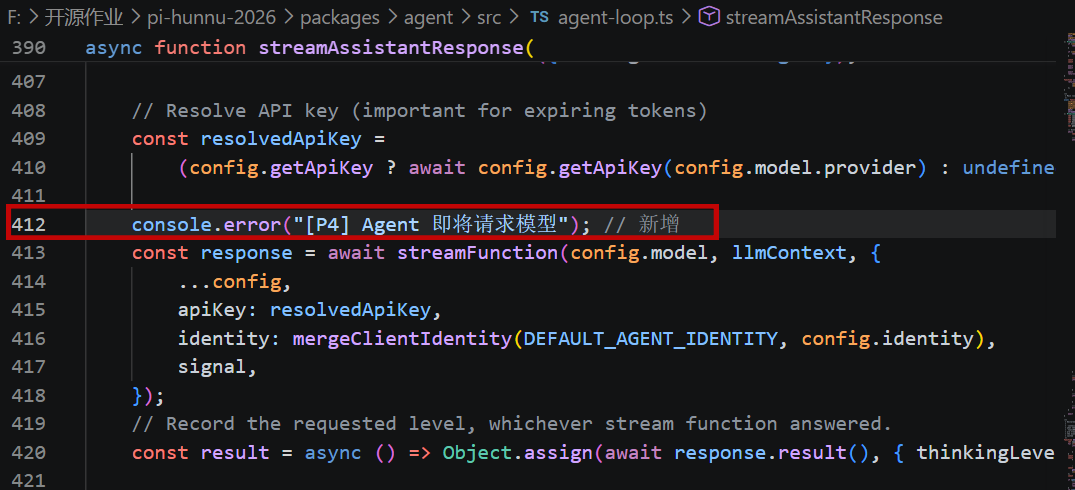 F: > 开源作业 > pi-hunnu-2026 > packages > agent > src > TS agent-loop.ts > streamAssistantResponse
390 async function streamAssistantResponse(
407
408 // Resolve API key (important for expiring tokens)
409 const resolvedApiKey =
410 (config.getApiKey ? await config.getApiKey(config.model.provider) : undefine
411
412 console.error("[P4] Agent 即将请求模型"); // 新增
413 const response = await streamFunction(config.model, llmContext, {
414 ...config,
415 apiKey: resolvedApiKey,
416 identity: mergeClientIdentity(DEFAULT_AGENT_IDENTITY, config.identity),
417 signal,
418 });
419 // Record the requested level, whichever stream function answered.
420 const result = async () => Object.assign(await response.result(), { thinkingLeve
421